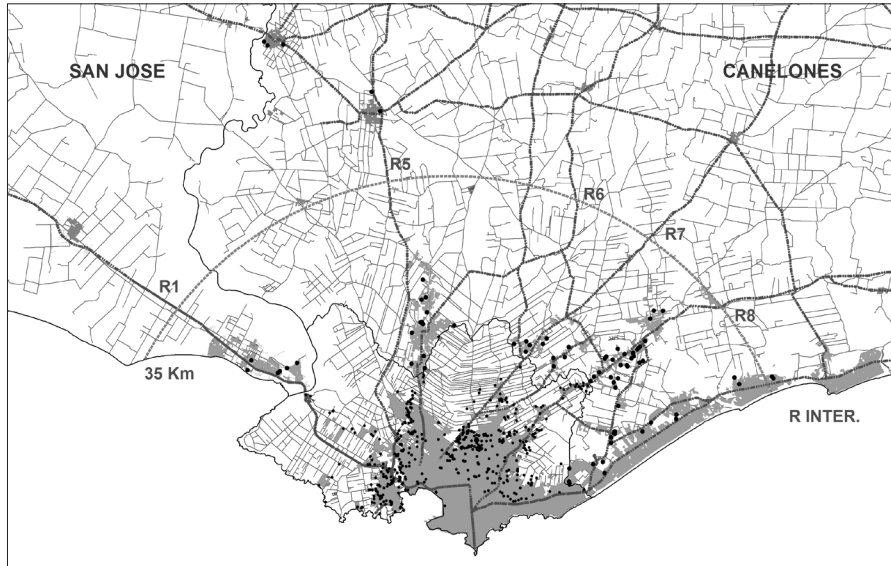 SAN JOSE
CANELONES
R5
R6
R7
R1
R8
35 Km
R INTER.